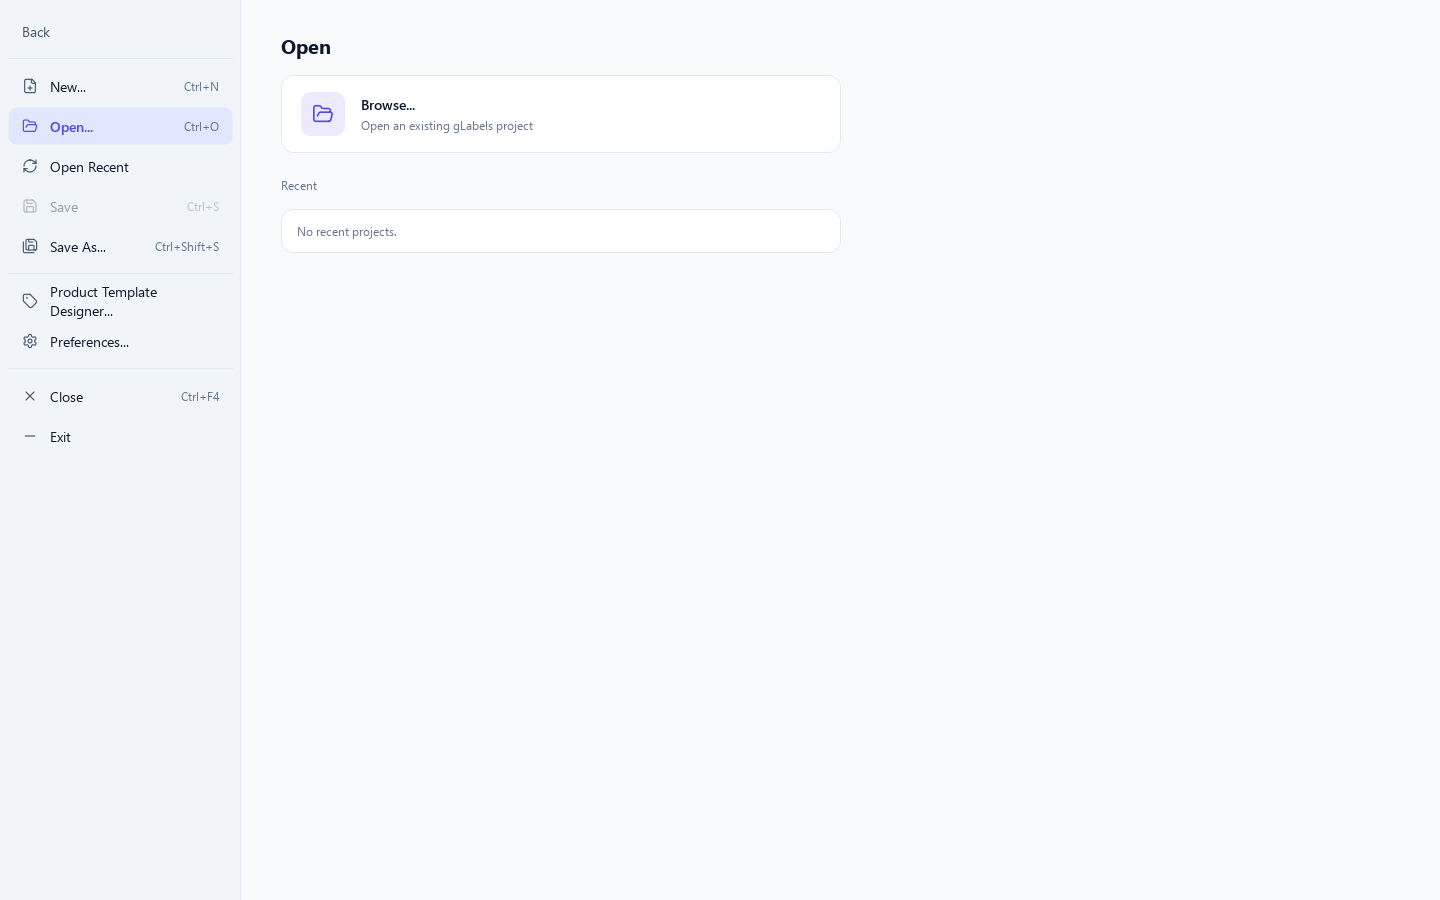 Back
New... Ctrl+N
Open... Ctrl+O
Open Recent
Save Ctrl+S
Save As... Ctrl+Shift+S
Product Template
Designer...
Preferences...
Close Ctrl+F4
Exit
Open
Browse...
Open an existing gLabels project
Recent
No recent projects.